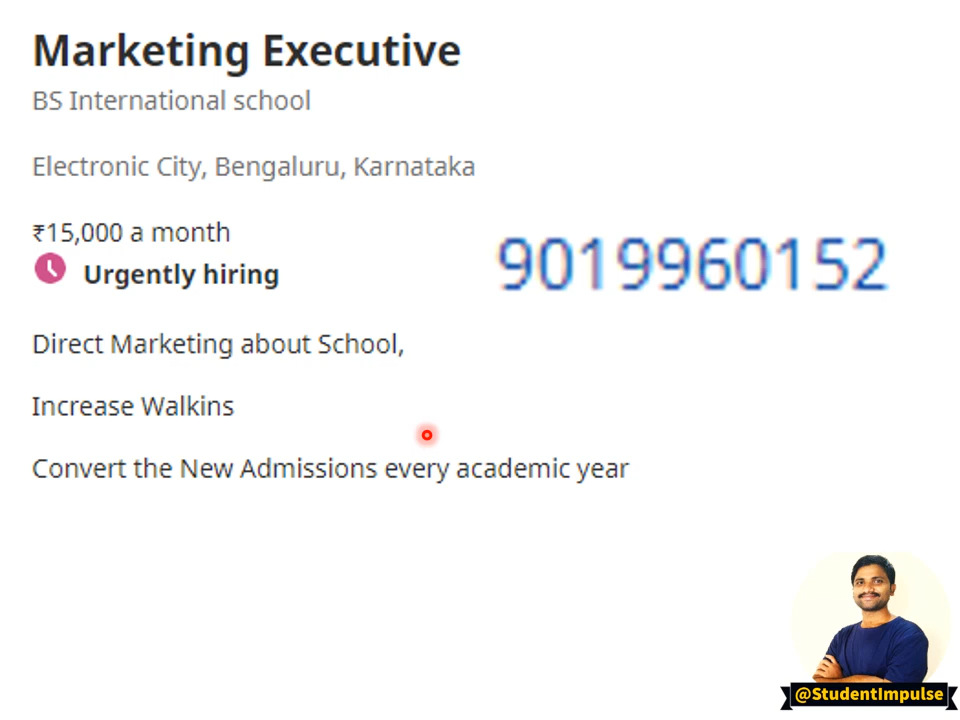 Marketing Executive
BS International school
Electronic City, Bengaluru, Karnataka
₹15,000 a month
Urgently hiring
9019960152
Direct Marketing about School,
Increase Walkins
Convert the New Admissions every academic year
@StudentImpulse